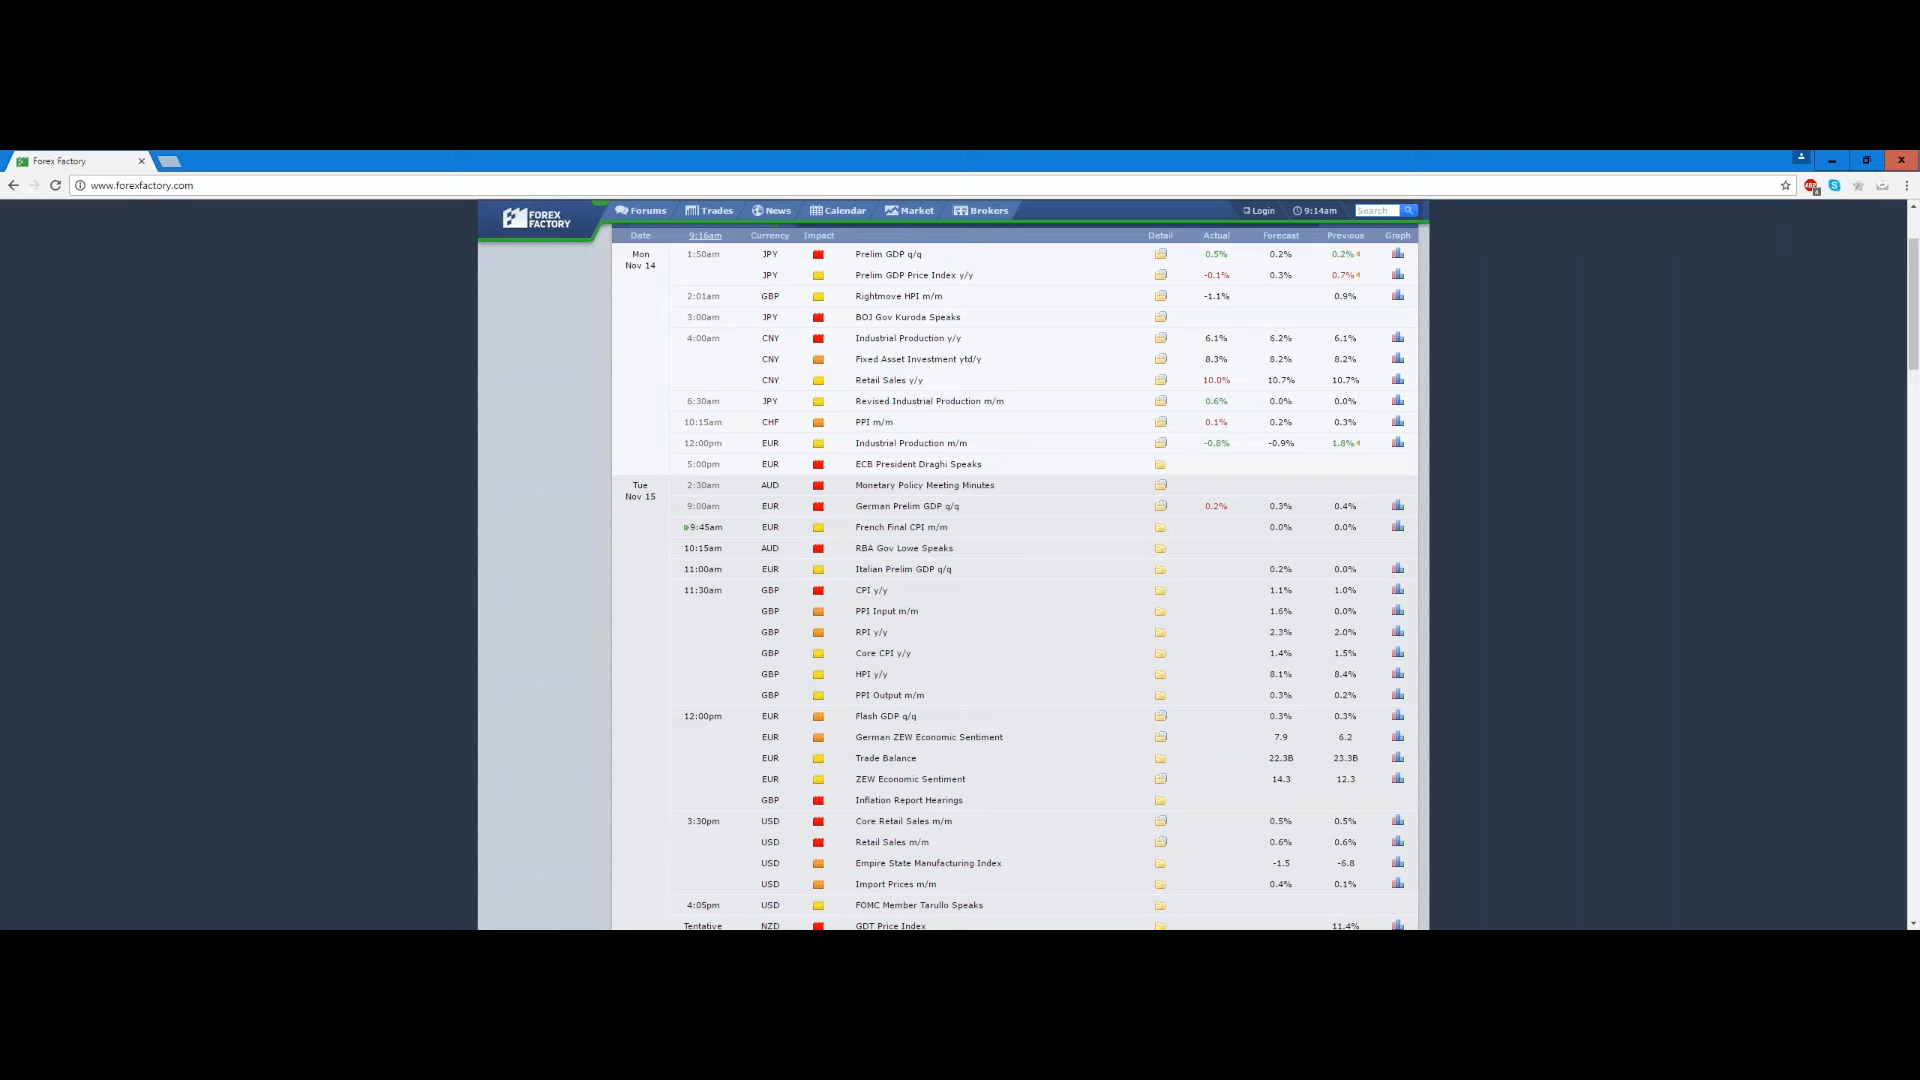 Forex Factory
www.forexfactory.com
FOREX FACTORY Forums Trades News Calendar Market Brokers Login 9:14am Search
Date 9:16am Currency Impact Detail Actual Forecast Previous Graph
Mon Nov 14 1:50am JPY Prelim GDP q/q 0.5% 0.2% 0.2%
JPY Prelim GDP Price Index y/y -0.1% 0.3% 0.7%
2:01am GBP Rightmove HPI m/m -1.1% 0.9%
3:00am JPY BOJ Gov Kuroda Speaks
4:00am CNY Industrial Production y/y 6.1% 6.2% 6.1%
CNY Fixed Asset Investment ytd/y 8.3% 8.2% 8.2%
CNY Retail Sales y/y 10.0% 10.7% 10.7%
6:30am JPY Revised Industrial Production m/m 0.6% 0.0% 0.0%
10:15am CHF PPI m/m 0.1% 0.2% 0.3%
12:00pm EUR Industrial Production m/m -0.8% -0.9% 1.8%
5:00pm EUR ECB President Draghi Speaks
Tue Nov 15 2:30am AUD Monetary Policy Meeting Minutes
9:00am EUR German Prelim GDP q/q 0.2% 0.3% 0.4%
9:45am EUR French Final CPI m/m 0.0% 0.0%
10:15am AUD RBA Gov Lowe Speaks
11:00am EUR Italian Prelim GDP q/q 0.2% 0.0%
11:30am GBP CPI y/y 1.1% 1.0%
GBP PPI Input m/m 1.6% 0.0%
GBP RPI y/y 2.3% 2.0%
GBP Core CPI y/y 1.4% 1.5%
GBP HPI y/y 8.1% 8.4%
GBP PPI Output m/m 0.3% 0.2%
12:00pm EUR Flash GDP q/q 0.3% 0.3%
EUR German ZEW Economic Sentiment 7.9 6.2
EUR Trade Balance 22.3B 23.3B
EUR ZEW Economic Sentiment 14.3 12.3
GBP Inflation Report Hearings
3:30pm USD Core Retail Sales m/m 0.5% 0.5%
USD Retail Sales m/m 0.6% 0.6%
USD Empire State Manufacturing Index -1.5 -6.8
USD Import Prices m/m 0.4% 0.1%
4:05pm USD FOMC Member Tarullo Speaks
Tentative NZD GDT Price Index 11.4%